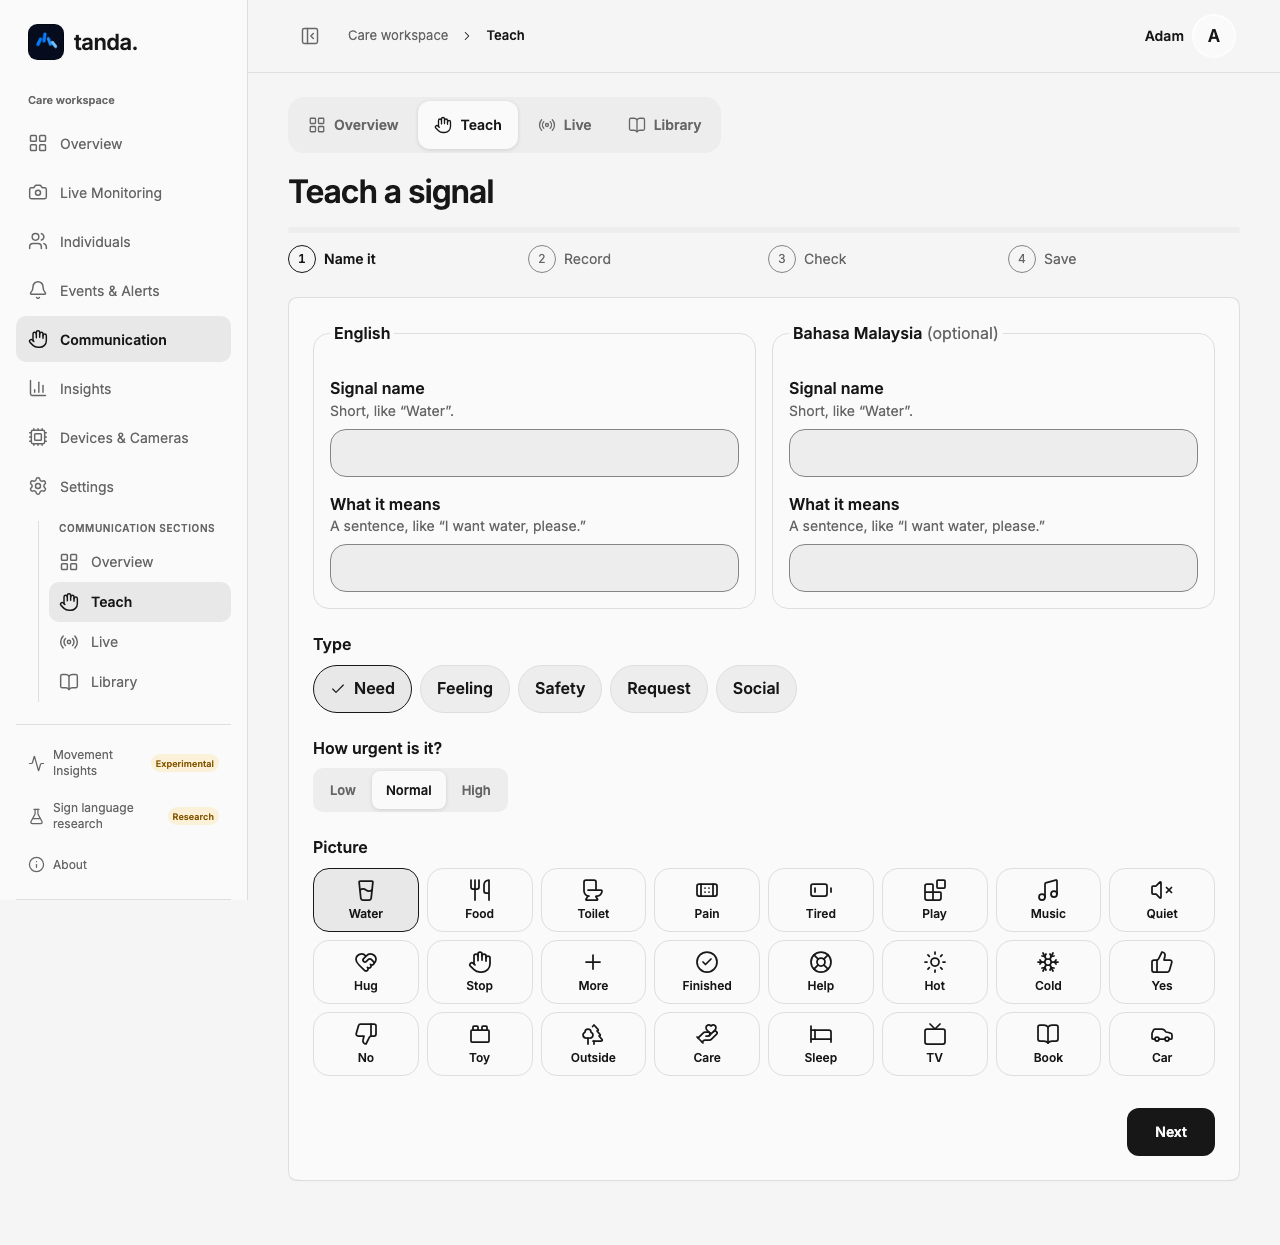 tanda.
Care workspace
Overview
Live Monitoring
Individuals
Events & Alerts
Communication
Insights
Devices & Cameras
Settings
COMMUNICATION SECTIONS
Overview
Teach
Live
Library
Movement
Insights
Experimental
Sign language
research
Research
About
Care workspace
Teach
Adam
A
Overview
Teach
Live
Library
Teach a signal
1 Name it
2 Record
3 Check
4 Save
English
Signal name
Short, like “Water”.
What it means
A sentence, like “I want water, please.”
Bahasa Malaysia (optional)
Signal name
Short, like “Water”.
What it means
A sentence, like “I want water, please.”
Type
Need
Feeling
Safety
Request
Social
How urgent is it?
Low
Normal
High
Picture
Water
Food
Toilet
Pain
Tired
Play
Music
Quiet
Hug
Stop
More
Finished
Help
Hot
Cold
Yes
No
Toy
Outside
Care
Sleep
TV
Book
Car
Next